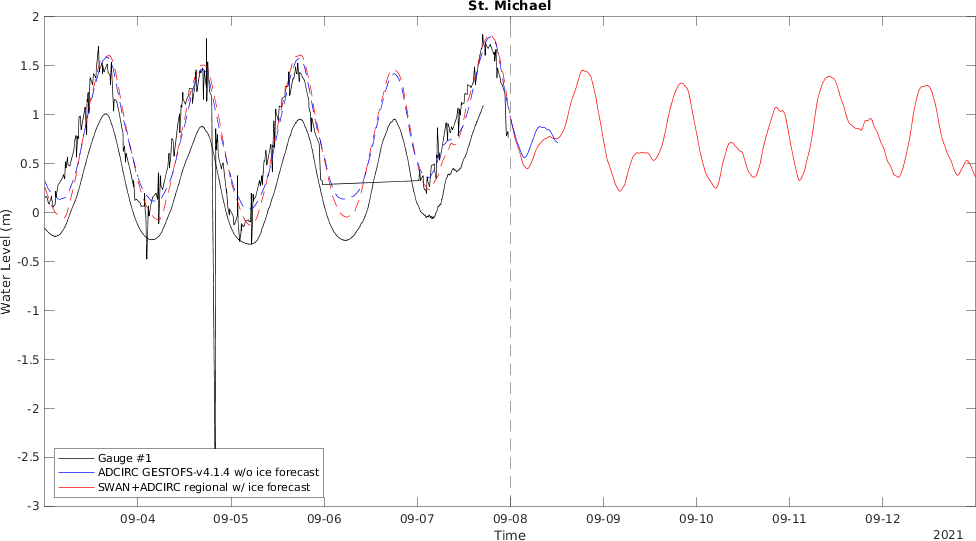 St. Michael
2
1.5
1
0.5
0
-0.5
-1
-1.5
-2
-2.5
-3
Water Level (m)
Gauge #1
ADCIRC GESTOFS-v4.1.4 w/o ice forecast
SWAN+ADCIRC regional w/ ice forecast
09-04 09-05 09-06 09-07 09-08 09-09 09-10 09-11 09-12
Time
2021